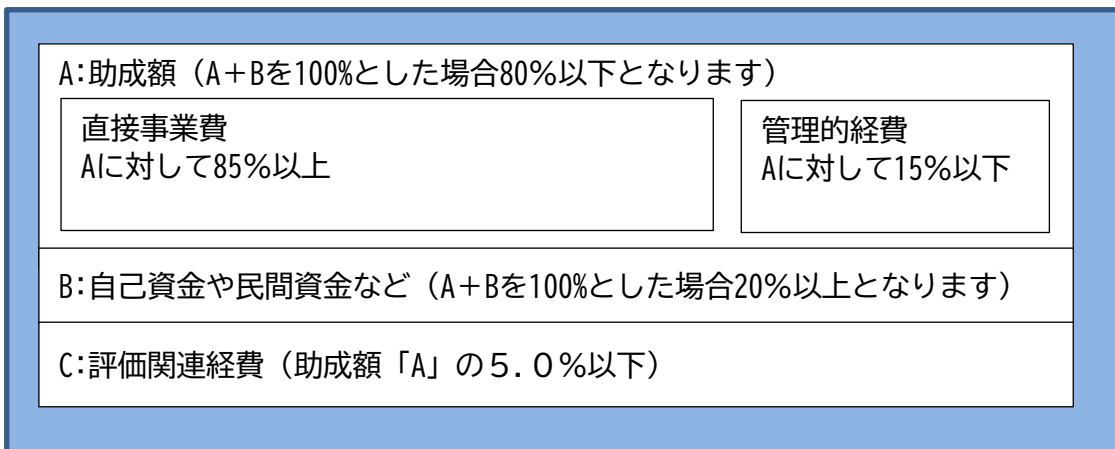 A:助成額（A＋Bを100%とした場合80％以下となります）
直接事業費
Aに対して85％以上
管理的経費
Aに対して15％以下
B:自己資金や民間資金など（A＋Bを100%とした場合20％以上となります）
C:評価関連経費（助成額「A」の５.０％以下）